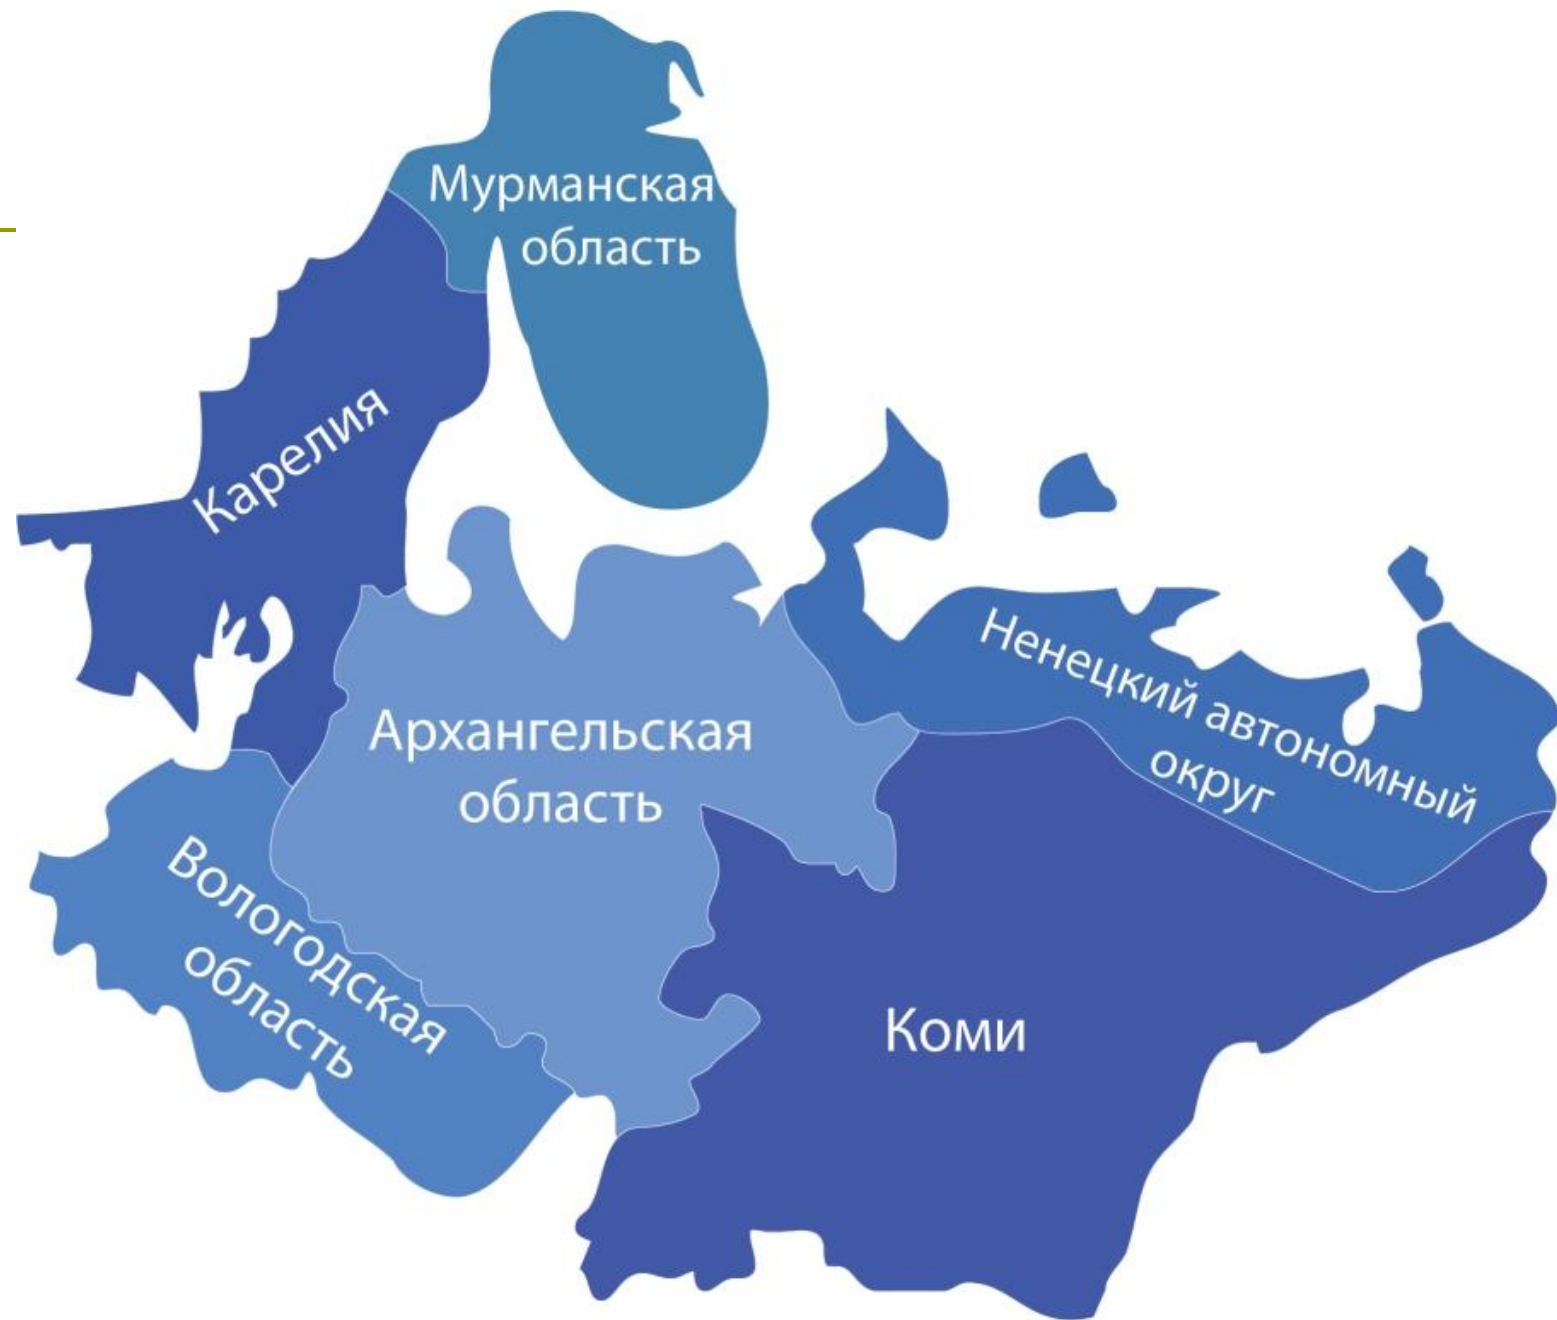 Мурманская
область
Карелия
Ненецкий автономный
округ
Архангельская
область
Вологодская
область
Коми